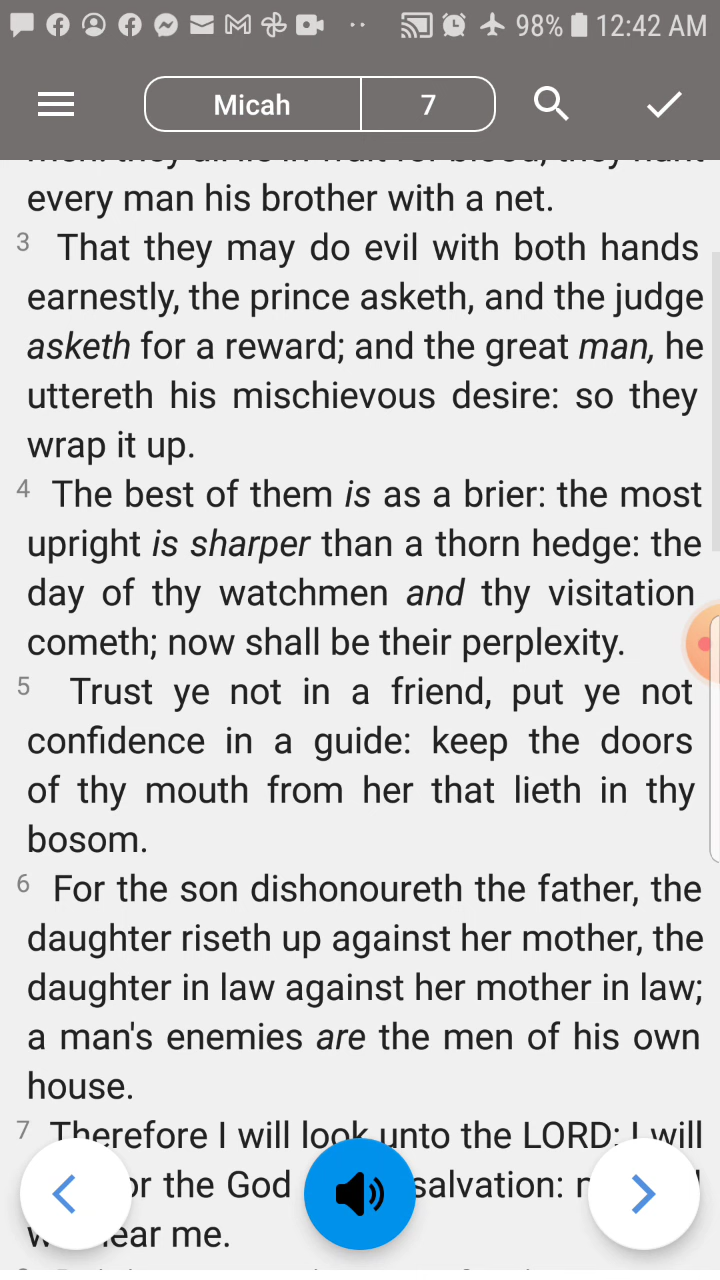 98% 12:42 AM
Micah 7
every man his brother with a net.
3 That they may do evil with both hands
earnestly, the prince asketh, and the judge
asketh for a reward; and the great man, he
uttereth his mischievous desire: so they
wrap it up.
4 The best of them is as a brier: the most
upright is sharper than a thorn hedge: the
day of thy watchmen and thy visitation
cometh; now shall be their perplexity.
5 Trust ye not in a friend, put ye not
confidence in a guide: keep the doors
of thy mouth from her that lieth in thy
bosom.
6 For the son dishonoureth the father, the
daughter riseth up against her mother, the
daughter in law against her mother in law;
a man's enemies are the men of his own
house.
7 Therefore I will look unto the LORD; I will
the God salvation:
me.